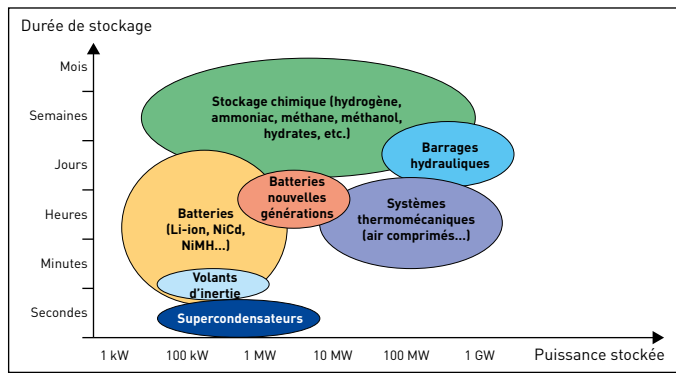 Durée de stockage
Mois
Semaines
Jours
Heures
Minutes
Secondes
Stockage chimique (hydrogène,
ammoniac, méthane, méthanol,
hydrates, etc.)
Barrages
hydrauliques
Batteries
nouvelles
générations
Batteries
(Li-ion, NiCd,
NiMH...)
Systèmes
thermomécaniques
(air comprimés...)
Volants
d'inertie
Supercondensateurs
1 kW 100 kW 1 MW 10 MW 100 MW 1 GW Puissance stockée